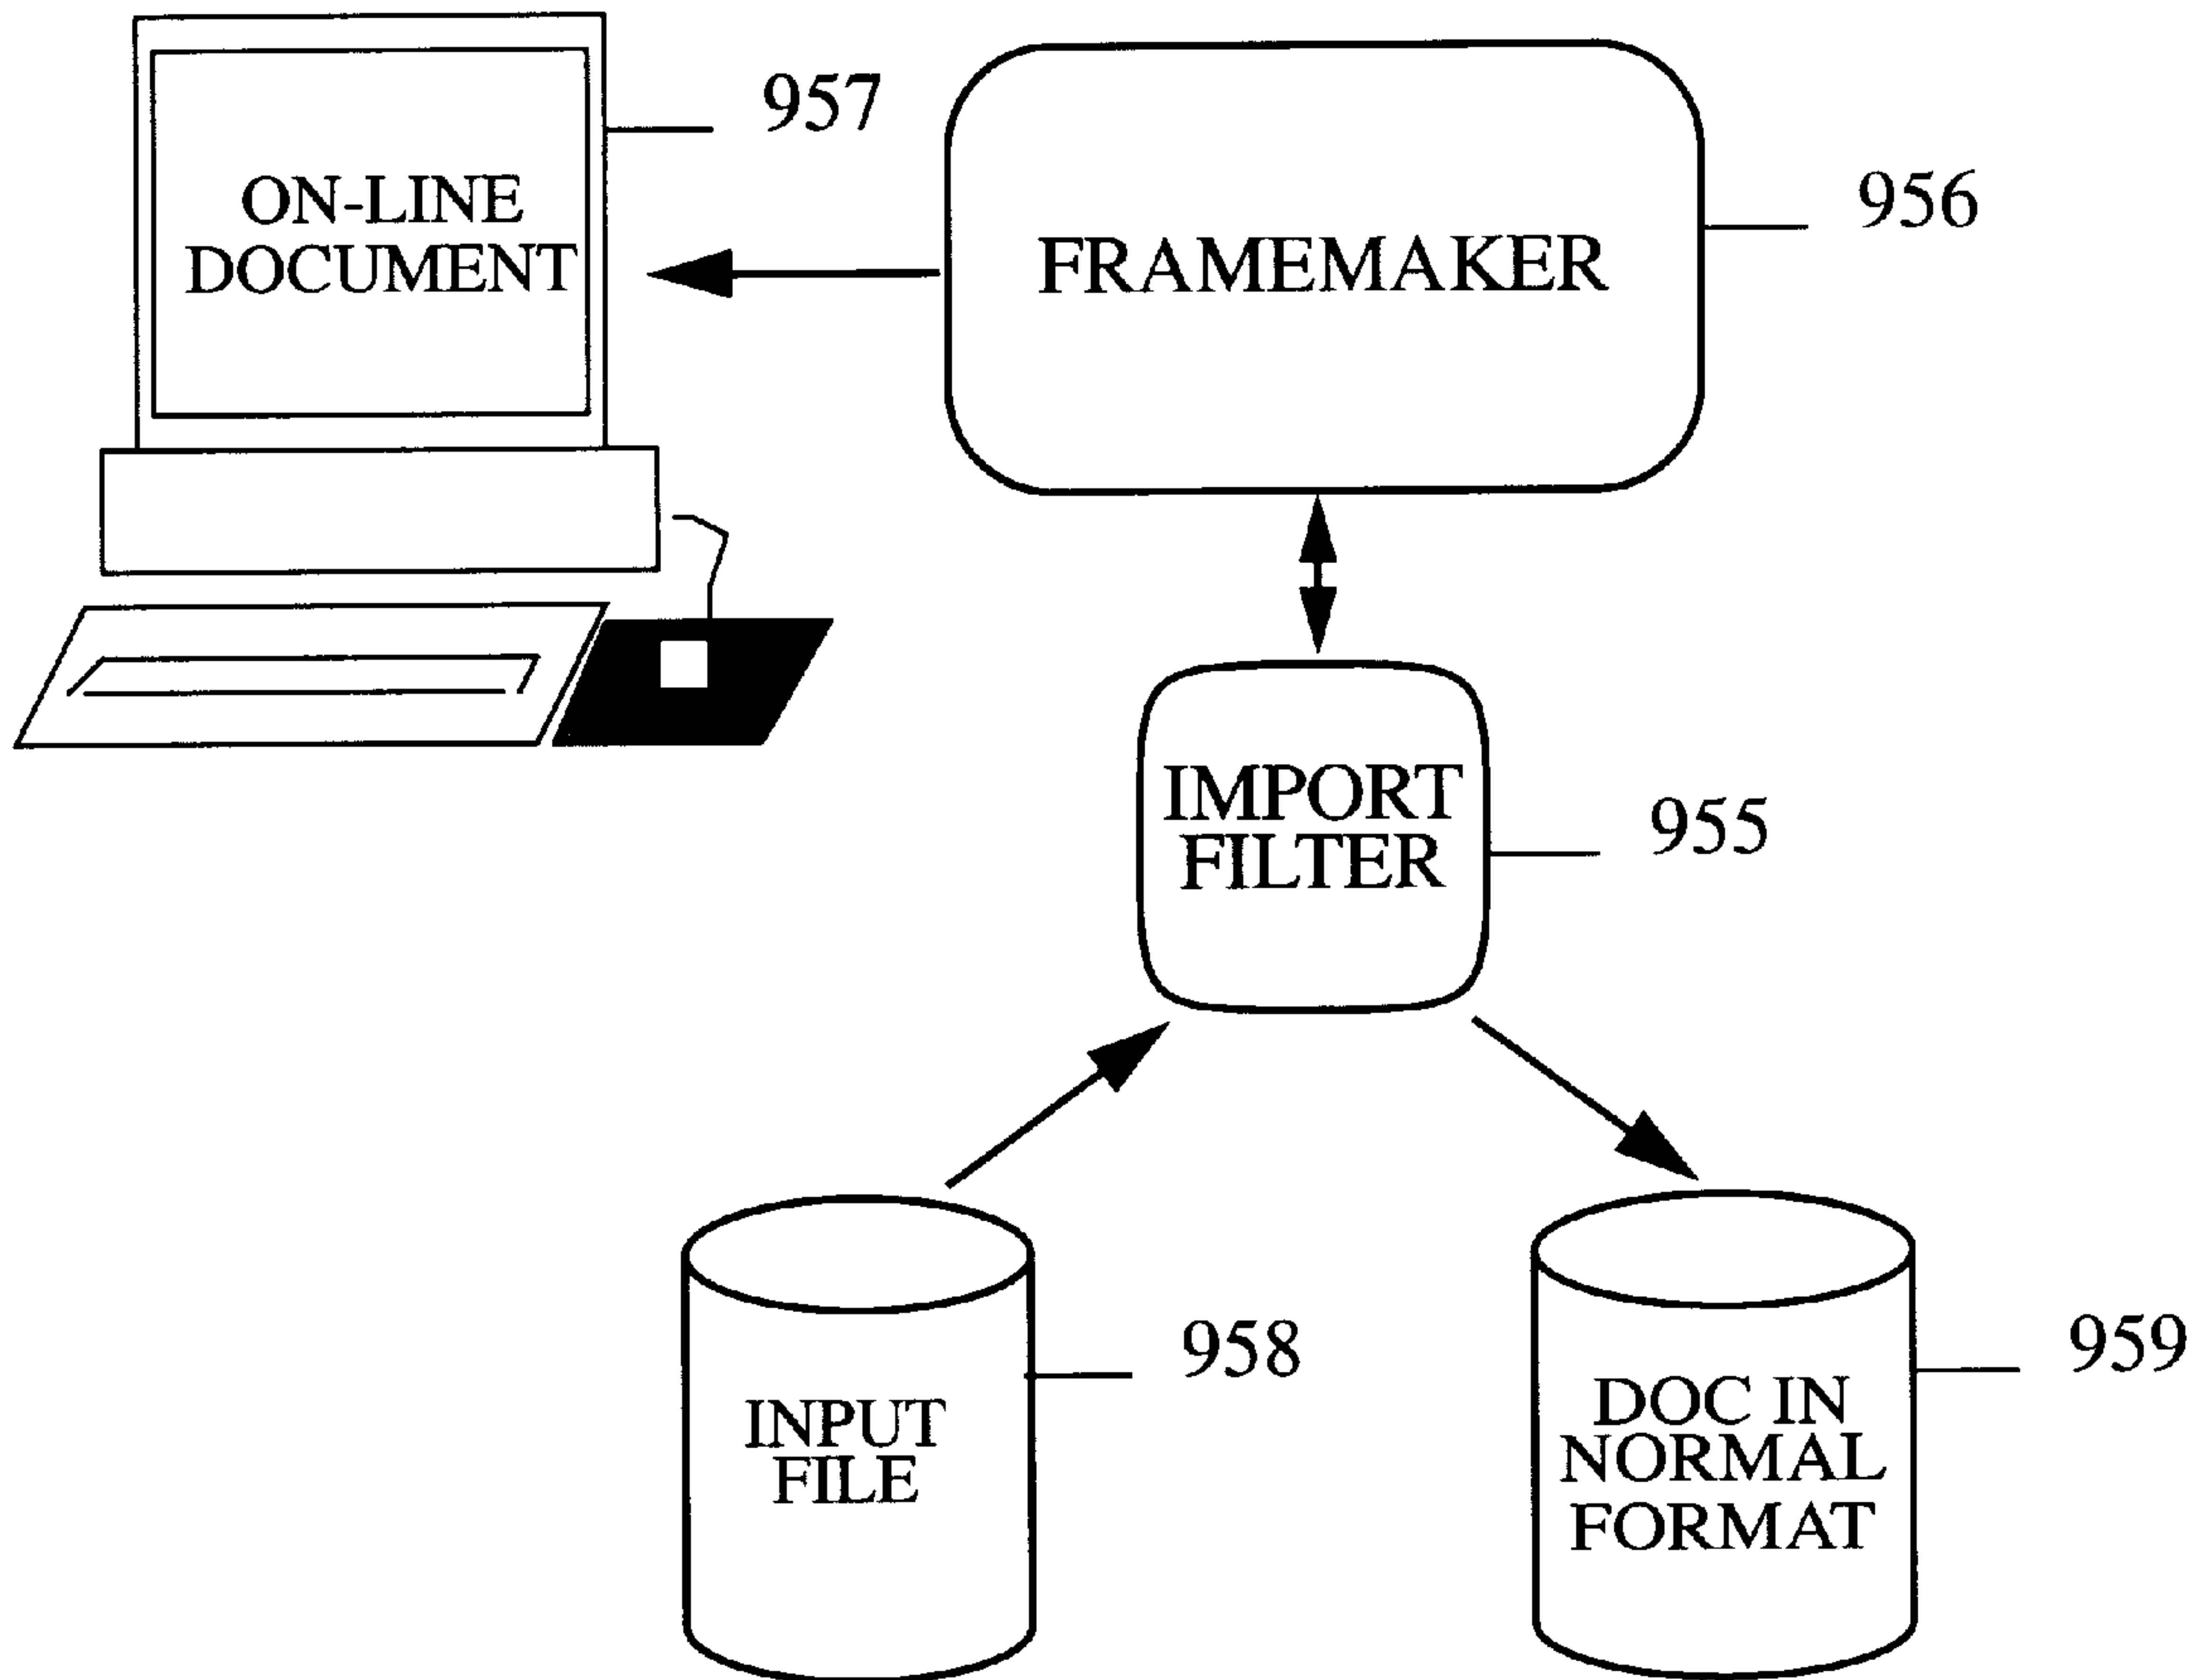 957
ON-LINE
DOCUMENT
956
FRAMEMAKER
IMPORT
FILTER
955
958
INPUT
FILE
959
DOC IN
NORMAL
FORMAT